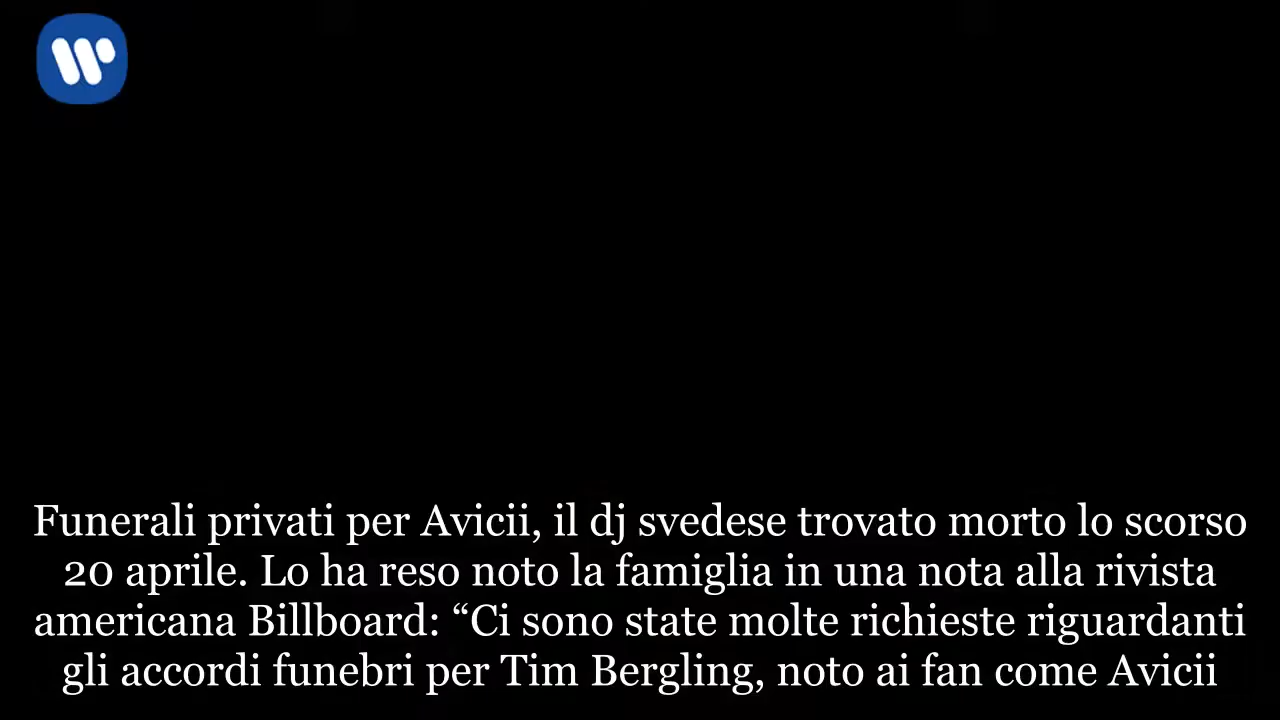 Funerali privati per Avicii, il dj svedese trovato morto lo scorso
20 aprile. Lo ha reso noto la famiglia in una nota alla rivista
americana Billboard: “Ci sono state molte richieste riguardanti
gli accordi funebri per Tim Bergling, noto ai fan come Avicii